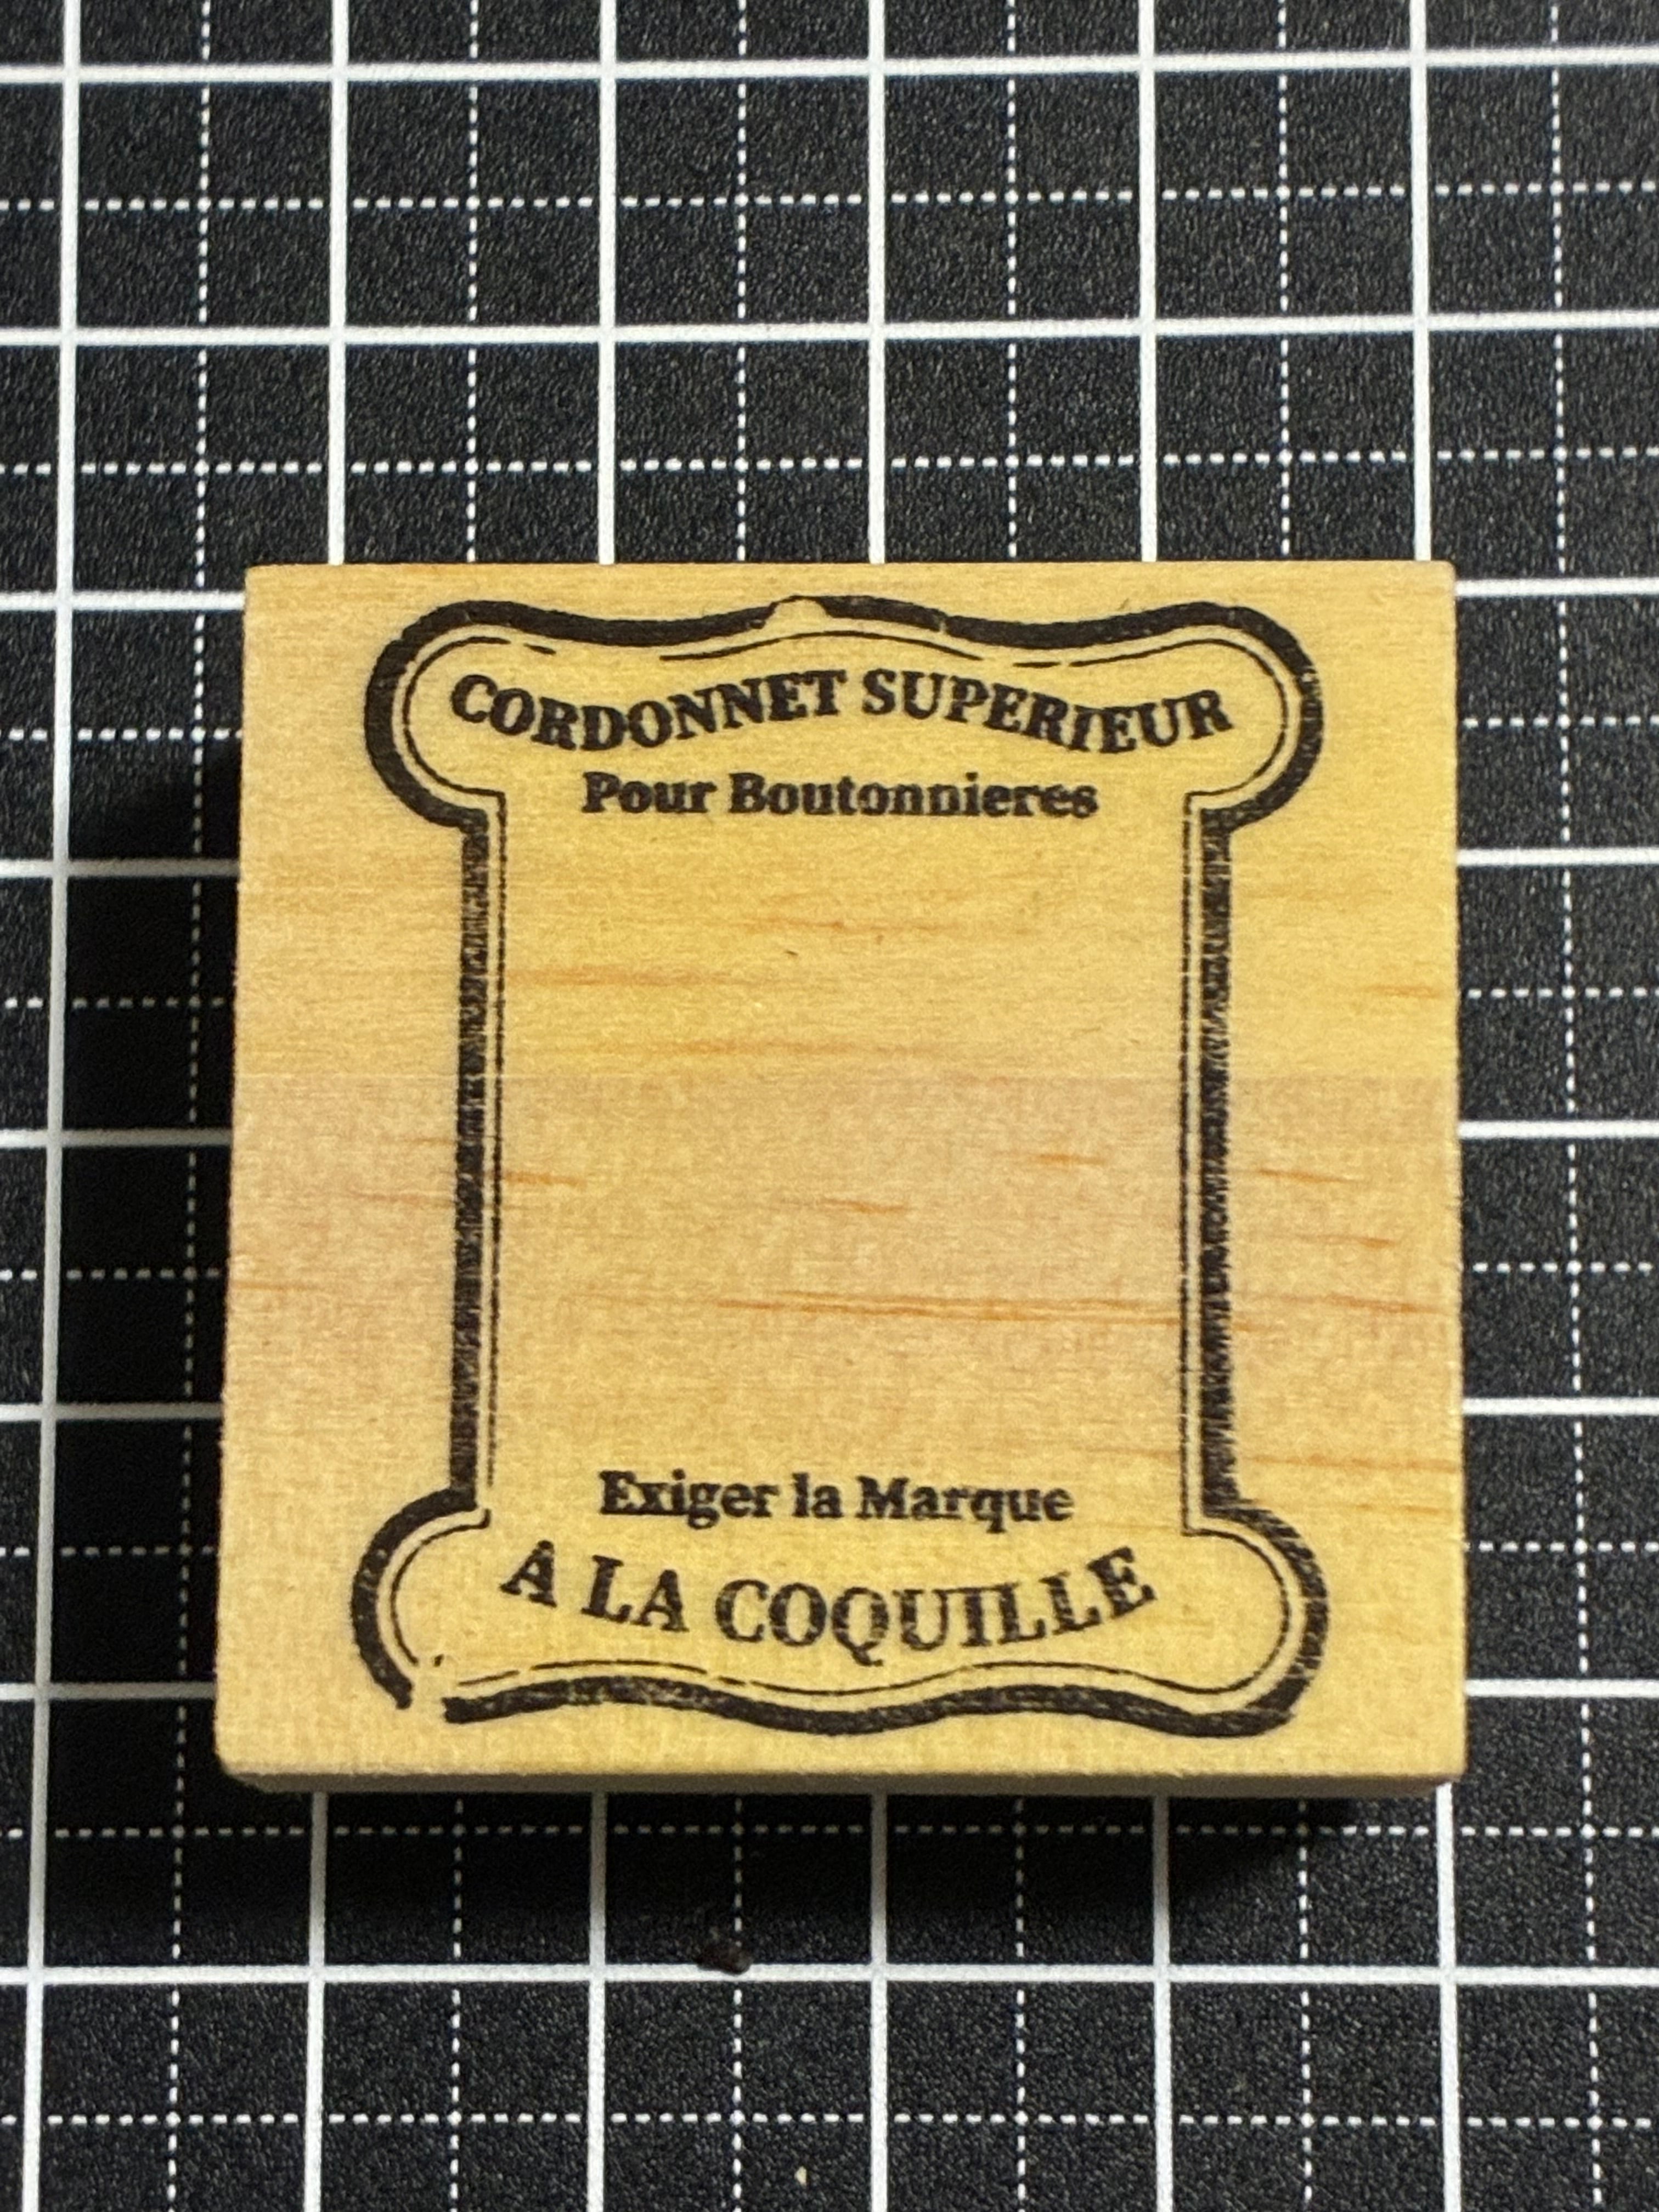 CORDONNET SUPERIEUR
Pour Boutonnieres
Exiger la Marque
A LA COQUILLE